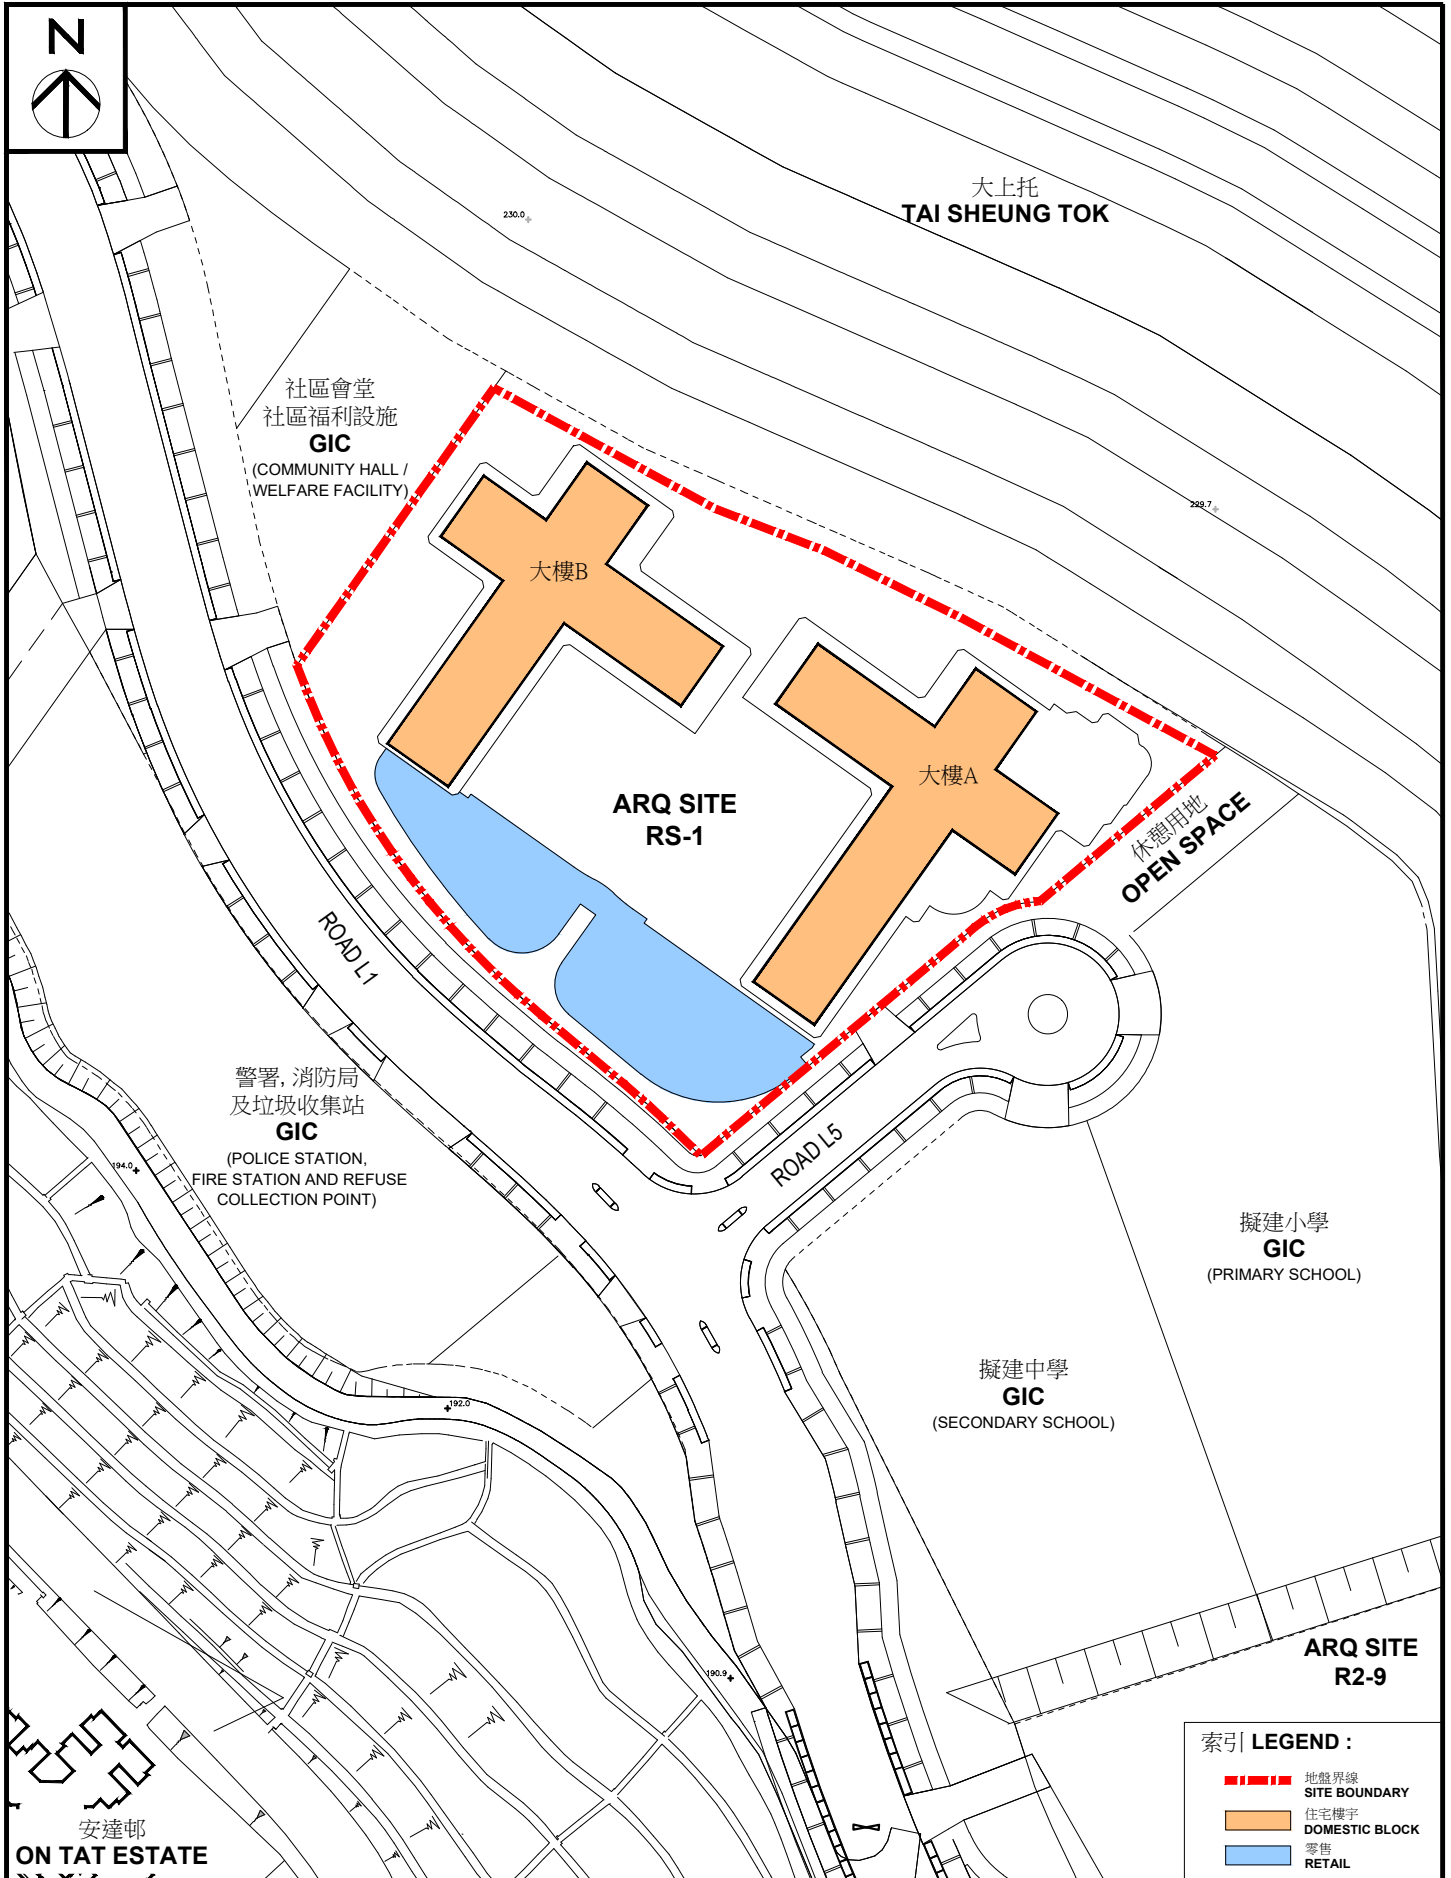 N
大上托
TAI SHEUNG TOK
230.0
社區會堂
社區福利設施
GIC
(COMMUNITY HALL /
WELFARE FACILITY)
229.7
大樓B
大樓A
ARQ SITE
RS-1
休憩用地
OPEN SPACE
ROAD L1
警署, 消防局
及垃圾收集站
GIC
(POLICE STATION,
FIRE STATION AND REFUSE
COLLECTION POINT)
194.0
ROAD L5
擬建小學
GIC
(PRIMARY SCHOOL)
擬建中學
GIC
(SECONDARY SCHOOL)
192.0
190.9
ARQ SITE
R2-9
索引 LEGEND :
地盤界線
SITE BOUNDARY
住宅樓宇
DOMESTIC BLOCK
零售
RETAIL
安達邨
ON TAT ESTATE